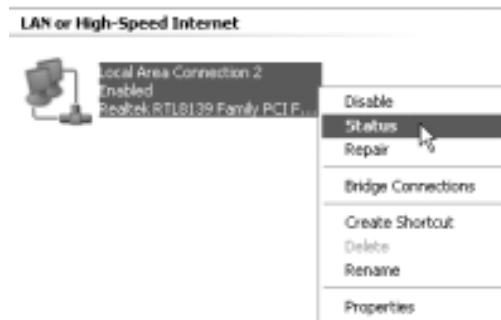 LAN or High-Speed Internet
Local Area Connection 2
Enabled
Realtek RTL8139 Family PCI F...
Disable
Status
Repair
Bridge Connections
Create Shortcut
Delete
Rename
Properties